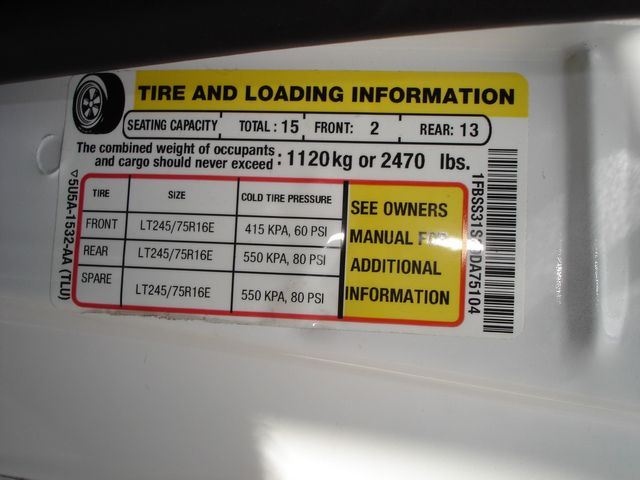 TIRE AND LOADING INFORMATION
SEATING CAPACITY TOTAL : 15 FRONT: 2 REAR: 13
The combined weight of occupants
and cargo should never exceed : 1120kg or 2470 lbs.
TIRE SIZE COLD TIRE PRESSURE
FRONT LT245/75R16E 415 KPA, 60 PSI
REAR LT245/75R16E 550 KPA, 80 PSI
SPARE LT245/75R16E 550 KPA, 80 PSI
SEE OWNERS
MANUAL FOR
ADDITIONAL
INFORMATION
5U5A-1532-AA (TLU)